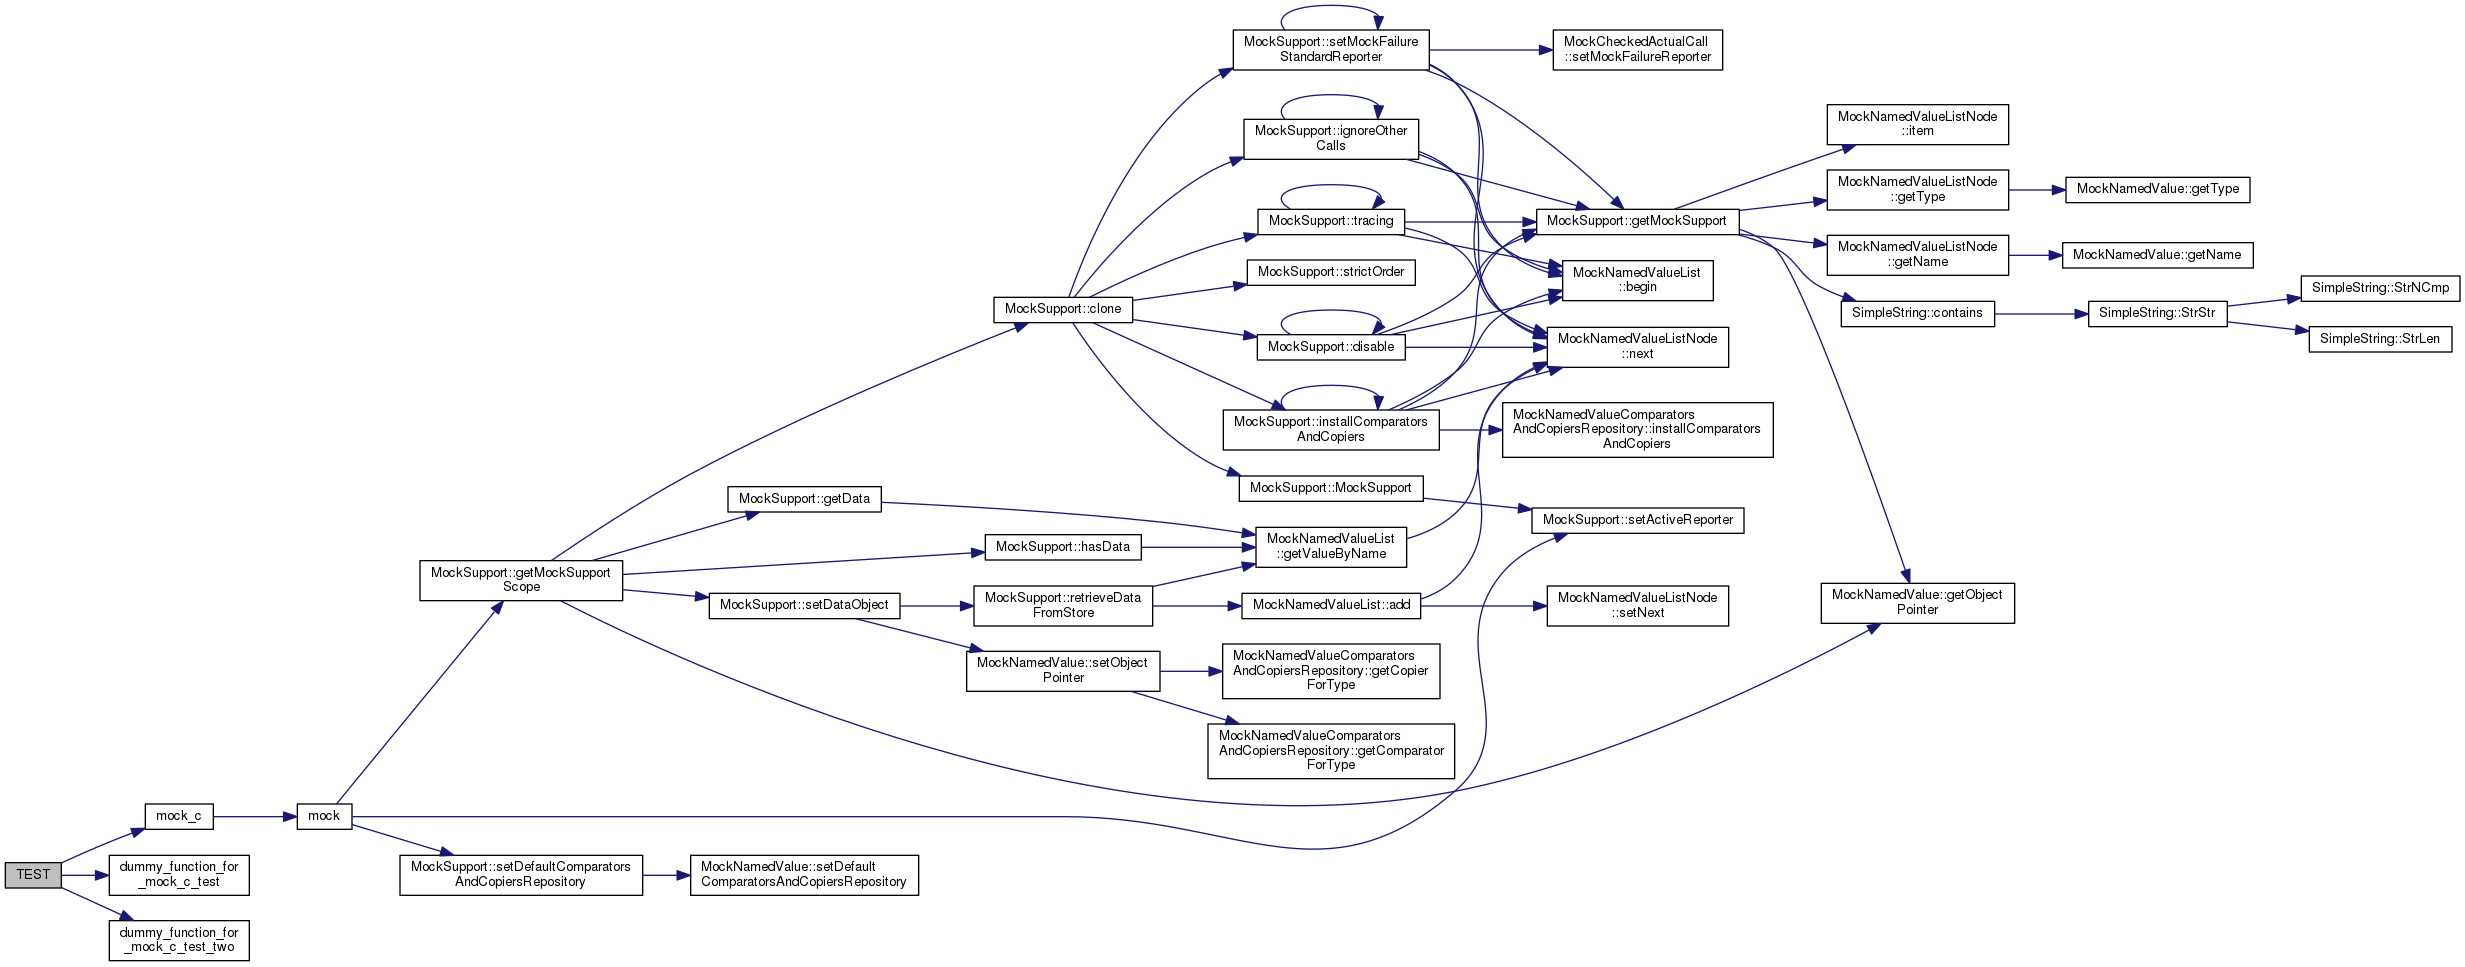 TEST
mock_c
dummy_function_for
_mock_c_test
dummy_function_for
_mock_c_test_two
mock
MockSupport::getMockSupport
Scope
MockSupport::setDefaultComparators
AndCopiersRepository
MockNamedValue::setDefault
ComparatorsAndCopiersRepository
MockSupport::clone
MockSupport::getData
MockSupport::hasData
MockSupport::setDataObject
MockSupport::retrieveData
FromStore
MockNamedValue::setObject
Pointer
MockSupport::setMockFailure
StandardReporter
MockSupport::ignoreOther
Calls
MockSupport::tracing
MockSupport::strictOrder
MockSupport::disable
MockSupport::installComparators
AndCopiers
MockSupport::MockSupport
MockNamedValueList
::getValueByName
MockNamedValueList::add
MockNamedValueComparators
AndCopiersRepository::getCopier
ForType
MockNamedValueComparators
AndCopiersRepository::getComparator
ForType
MockCheckedActualCall
::setMockFailureReporter
MockSupport::getMockSupport
MockNamedValueList
::begin
MockNamedValueListNode
::next
MockNamedValueComparators
AndCopiersRepository::installComparators
AndCopiers
MockSupport::setActiveReporter
MockNamedValueListNode
::setNext
MockNamedValueListNode
::item
MockNamedValueListNode
::getType
MockNamedValueListNode
::getName
SimpleString::contains
MockNamedValue::getObject
Pointer
MockNamedValue::getType
MockNamedValue::getName
SimpleString::StrStr
SimpleString::StrNCmp
SimpleString::StrLen